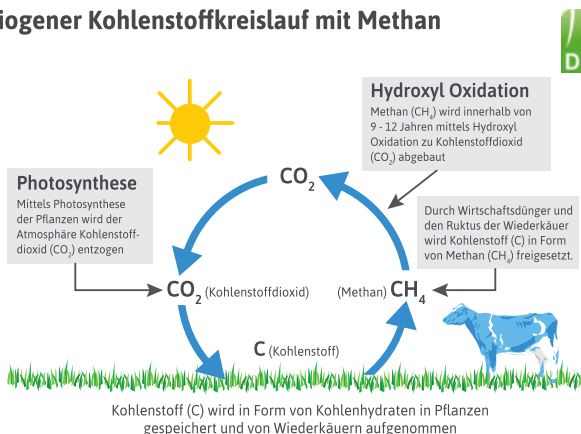 iogener Kohlenstoffkreislauf mit Methan
D
Hydroxyl Oxidation
Methan (CH₄) wird innerhalb von
9 - 12 Jahren mittels Hydroxyl
Oxidation zu Kohlenstoffdioxid
(CO₂) abgebaut
CO₂
Photosynthese
Mittels Photosynthese
der Pflanzen wird der
Atmosphäre Kohlenstoff-
dioxid (CO₂) entzogen
Durch Wirtschaftsdünger und
den Ruktus der Wiederkäuer
wird Kohlenstoff (C) in Form
von Methan (CH₄) freigesetzt.
CO₂ (Kohlenstoffdioxid)
(Methan) CH₄
C (Kohlenstoff)
Kohlenstoff (C) wird in Form von Kohlenhydraten in Pflanzen
gespeichert und von Wiederkäuern aufgenommen